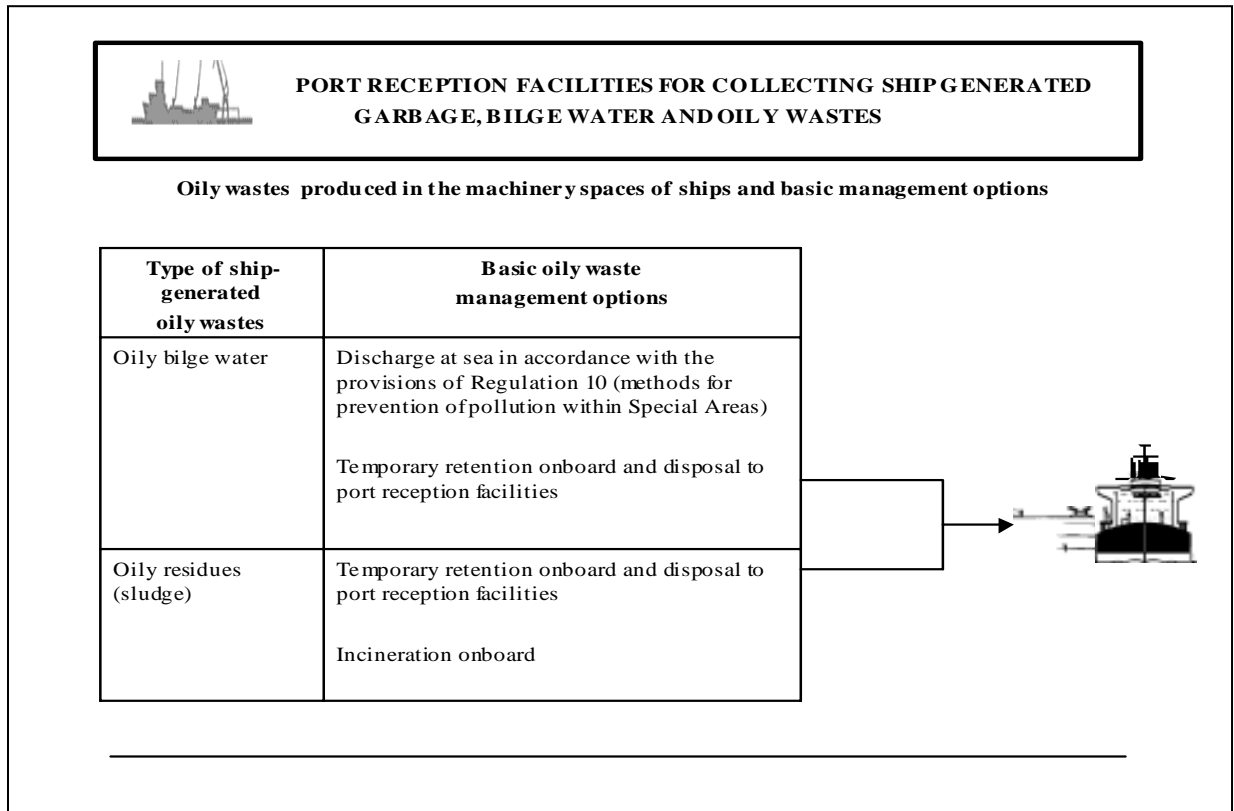 PORT RECEPTION FACILITIES FOR COLLECTING SHIP GENERATED
GARBAGE, BILGE WATER AND OILY WASTES
Oily wastes produced in the machinery spaces of ships and basic management options
Type of ship-
generated
oily wastes
Basic oily waste
management options
Oily bilge water
Discharge at sea in accordance with the
provisions of Regulation 10 (methods for
prevention of pollution within Special Areas)
Temporary retention onboard and disposal to
port reception facilities
Oily residues
(sludge)
Temporary retention onboard and disposal to
port reception facilities
Incineration onboard